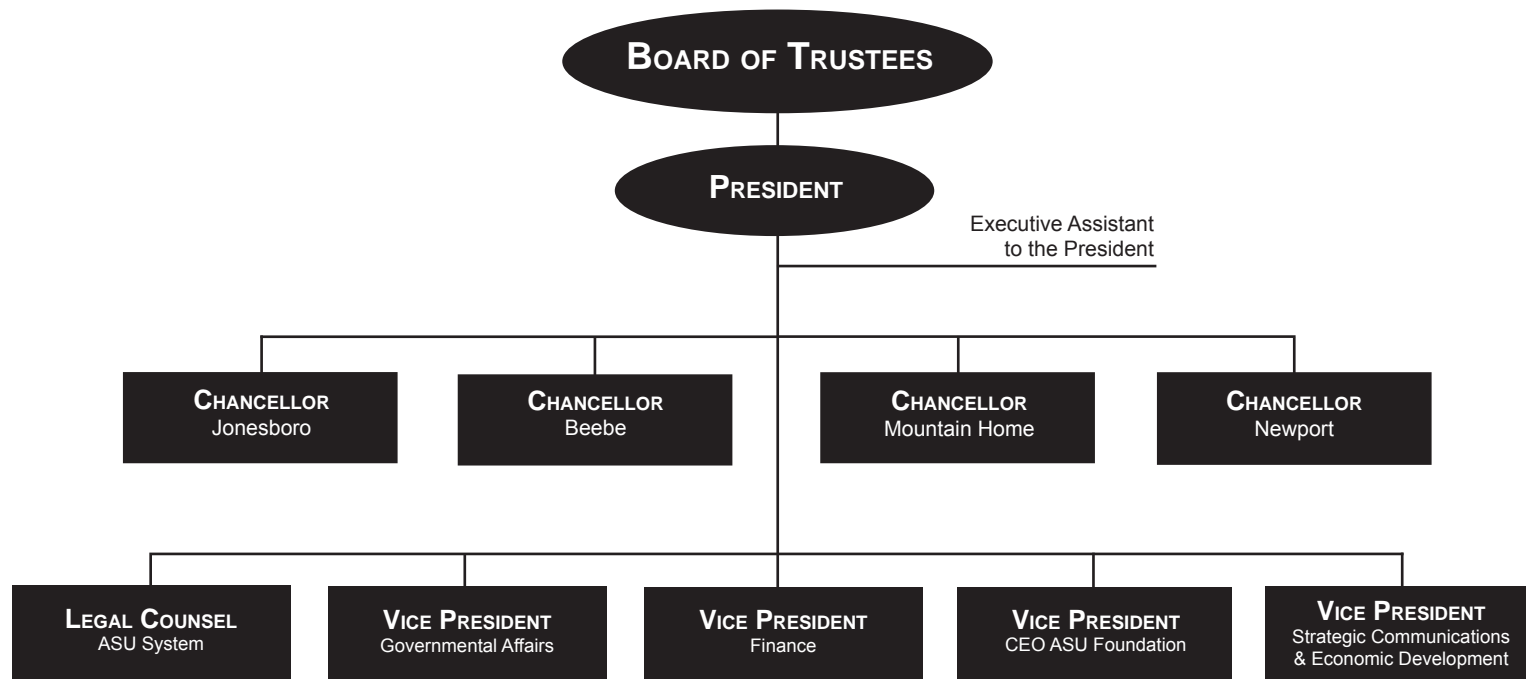 BOARD OF TRUSTEES
PRESIDENT
Executive Assistant
to the President
CHANCELLOR
Jonesboro
CHANCELLOR
Beebe
CHANCELLOR
Mountain Home
CHANCELLOR
Newport
LEGAL COUNSEL
ASU System
VICE PRESIDENT
Governmental Affairs
VICE PRESIDENT
Finance
VICE PRESIDENT
CEO ASU Foundation
VICE PRESIDENT
Strategic Communications
& Economic Development